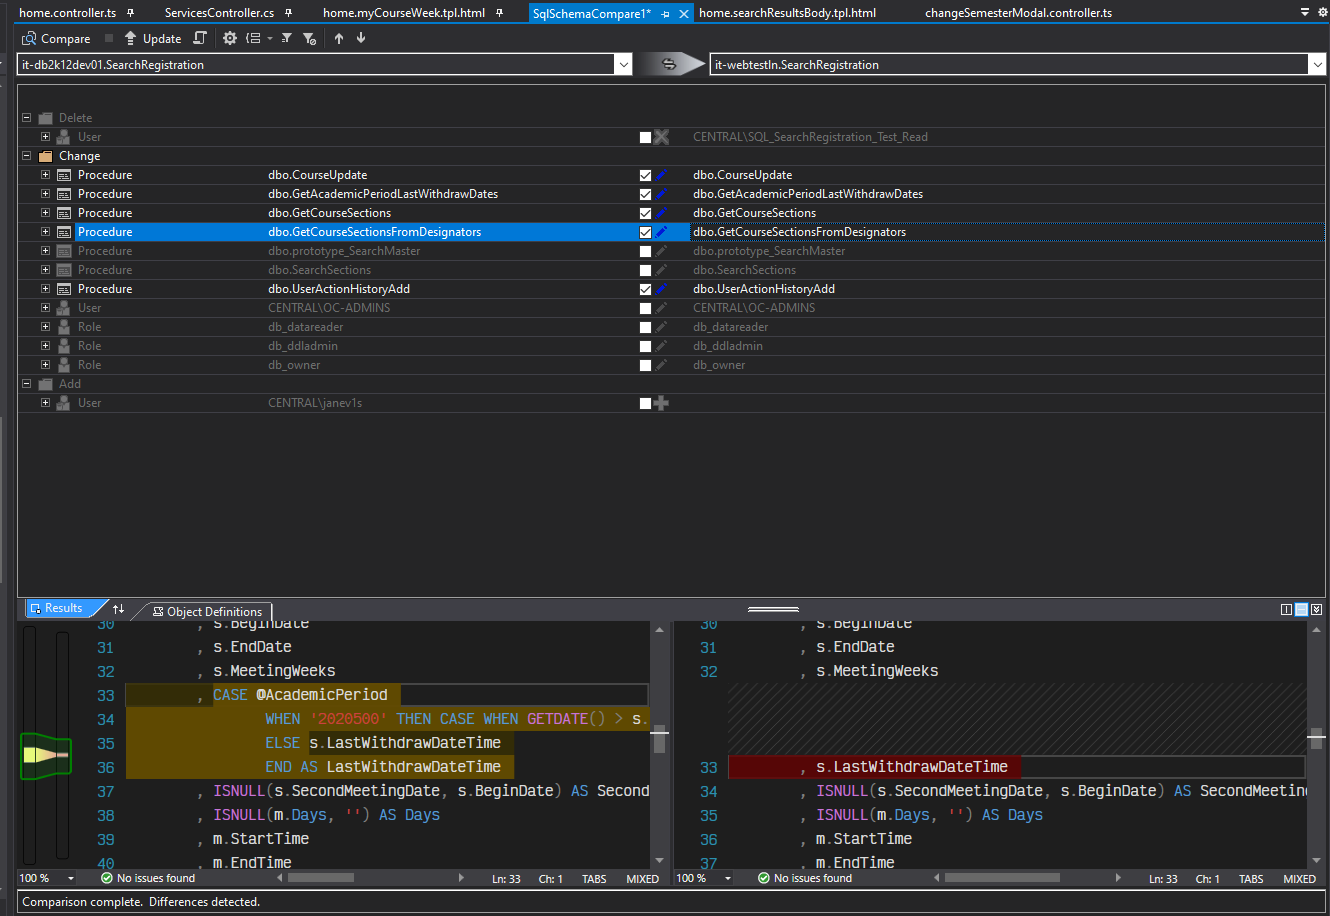 home.controller.ts ServicesController.cs home.myCourseWeek.tpl.html SqlSchemaCompare1* home.searchResultsBody.tpl.html changeSemesterModal.controller.ts
Compare Update
it-db2k12dev01.SearchRegistration it-webtestln.SearchRegistration
Delete
User CENTRAL\SQL_SearchRegistration_Test_Read
Change
Procedure dbo.CourseUpdate dbo.CourseUpdate
Procedure dbo.GetAcademicPeriodLastWithdrawDates dbo.GetAcademicPeriodLastWithdrawDates
Procedure dbo.GetCourseSections dbo.GetCourseSections
Procedure dbo.GetCourseSectionsFromDesignators dbo.GetCourseSectionsFromDesignators
Procedure dbo.prototype_SearchMaster dbo.prototype_SearchMaster
Procedure dbo.SearchSections dbo.SearchSections
Procedure dbo.UserActionHistoryAdd dbo.UserActionHistoryAdd
User CENTRAL\OC-ADMINS CENTRAL\OC-ADMINS
Role db_datareader db_datareader
Role db_ddladmin db_ddladmin
Role db_owner db_owner
Add
User CENTRAL\janev1s
Results Object Definitions
30 , s.BeginDate
31 , s.EndDate
32 , s.MeetingWeeks
33 , CASE @AcademicPeriod
34 WHEN '2020500' THEN CASE WHEN GETDATE() > s.
35 ELSE s.LastWithdrawDateTime
36 END AS LastWithdrawDateTime
37 , ISNULL(s.SecondMeetingDate, s.BeginDate) AS Second
38 , ISNULL(m.Days, '') AS Days
39 , m.StartTime
40 , m.EndTime
30 , s.BeginDate
31 , s.EndDate
32 , s.MeetingWeeks
33 , s.LastWithdrawDateTime
34 , ISNULL(s.SecondMeetingDate, s.BeginDate) AS SecondMeetin
35 , ISNULL(m.Days, '') AS Days
36 , m.StartTime
37 , m.EndTime
100 % No issues found Ln: 33 Ch: 1 TABS MIXED
100 % No issues found Ln: 33 Ch: 1 TABS MIXED
Comparison complete. Differences detected.